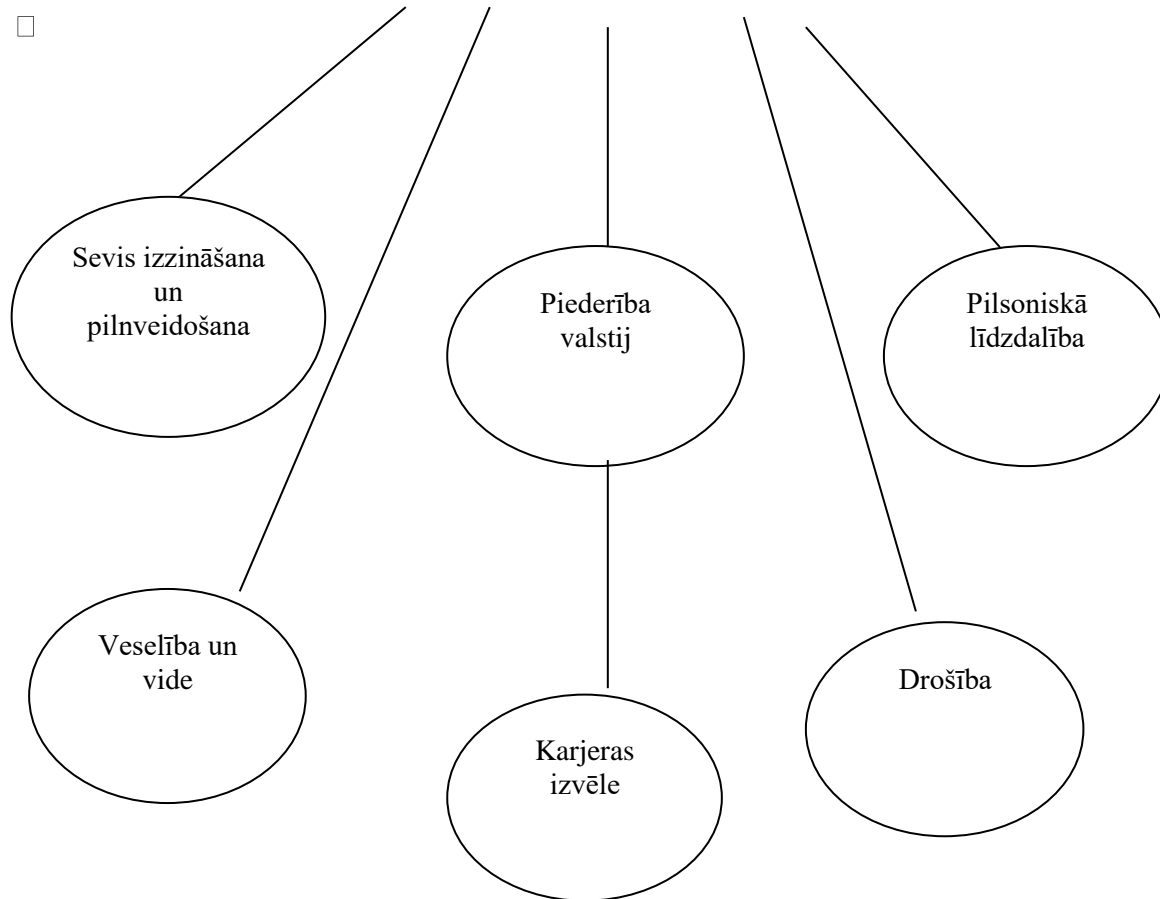 Sevis izzināšana
un
pilnveidošana
Piederība
valstij
Pilsoniskā
līdzdalība
Veselība un
vide
Karjeras
izvēle
Drošība